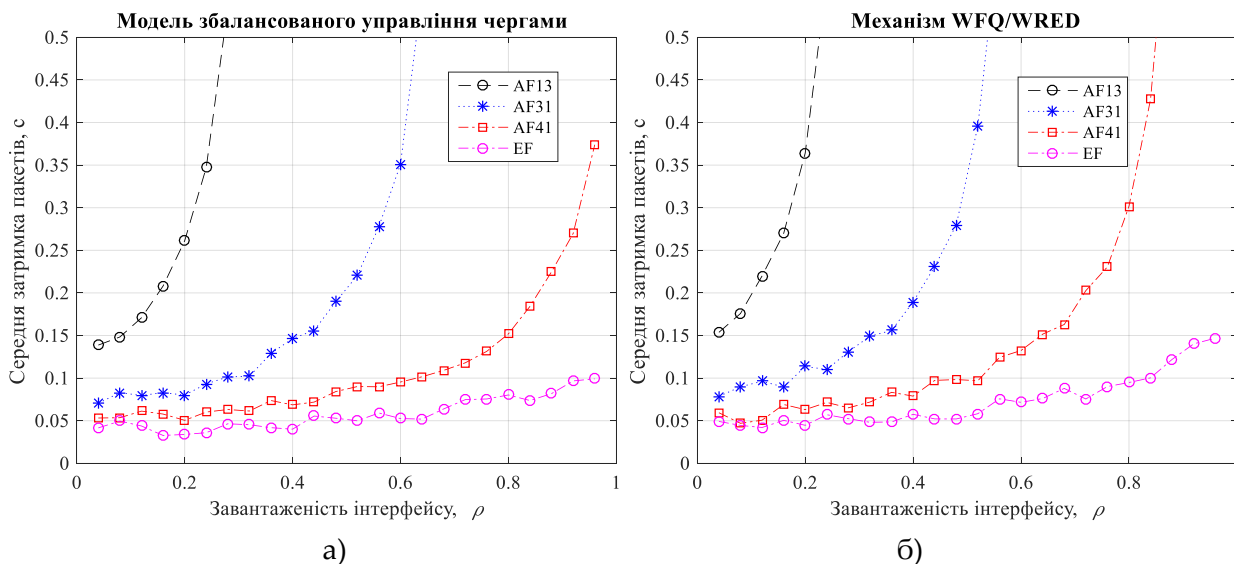 Модель збалансованого управління чергами
0.5
0.45
0.4
0.35
0.3
0.25
0.2
0.15
0.1
0.05
0
Середня затримка пакетів, с
AF13
AF31
AF41
EF
0 0.2 0.4 0.6 0.8 1
Завантаженість інтерфейсу, ρ
а)
Механізм WFQ/WRED
0.5
0.45
0.4
0.35
0.3
0.25
0.2
0.15
0.1
0.05
0
Середня затримка пакетів, с
AF13
AF31
AF41
EF
0 0.2 0.4 0.6 0.8
Завантаженість інтерфейсу, ρ
б)